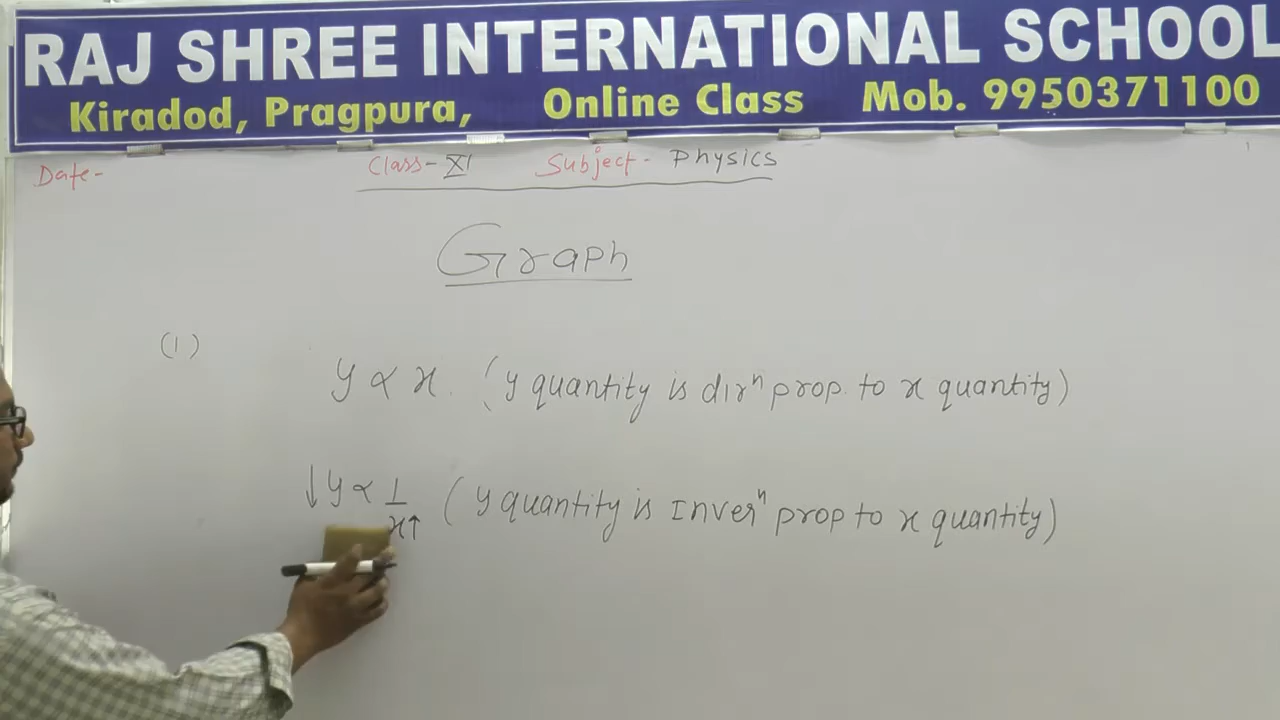 RAJ SHREE INTERNATIONAL SCHOOL
Kiradod, Pragpura, Online Class Mob. 9950371100
Date- Class-XI Subject- Physics
Graph
(1)
y ∝ x. (y quantity is dirⁿ prop. to x quantity)
↓y ∝ 1/x↑ (y quantity is Inverⁿ prop to x quantity)